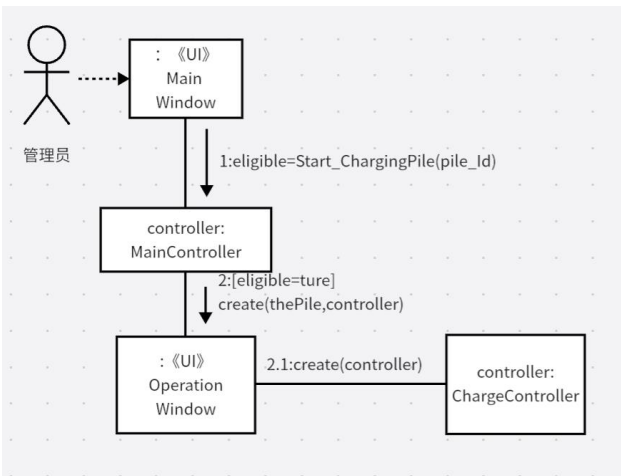 : 《UI》
Main
Window
管理员
1:eligible=Start_ChargingPile(pile_Id)
controller:
MainController
2:[eligible=ture]
create(thePile,controller)
:《UI》
Operation
Window
2.1:create(controller)
controller:
ChargeController